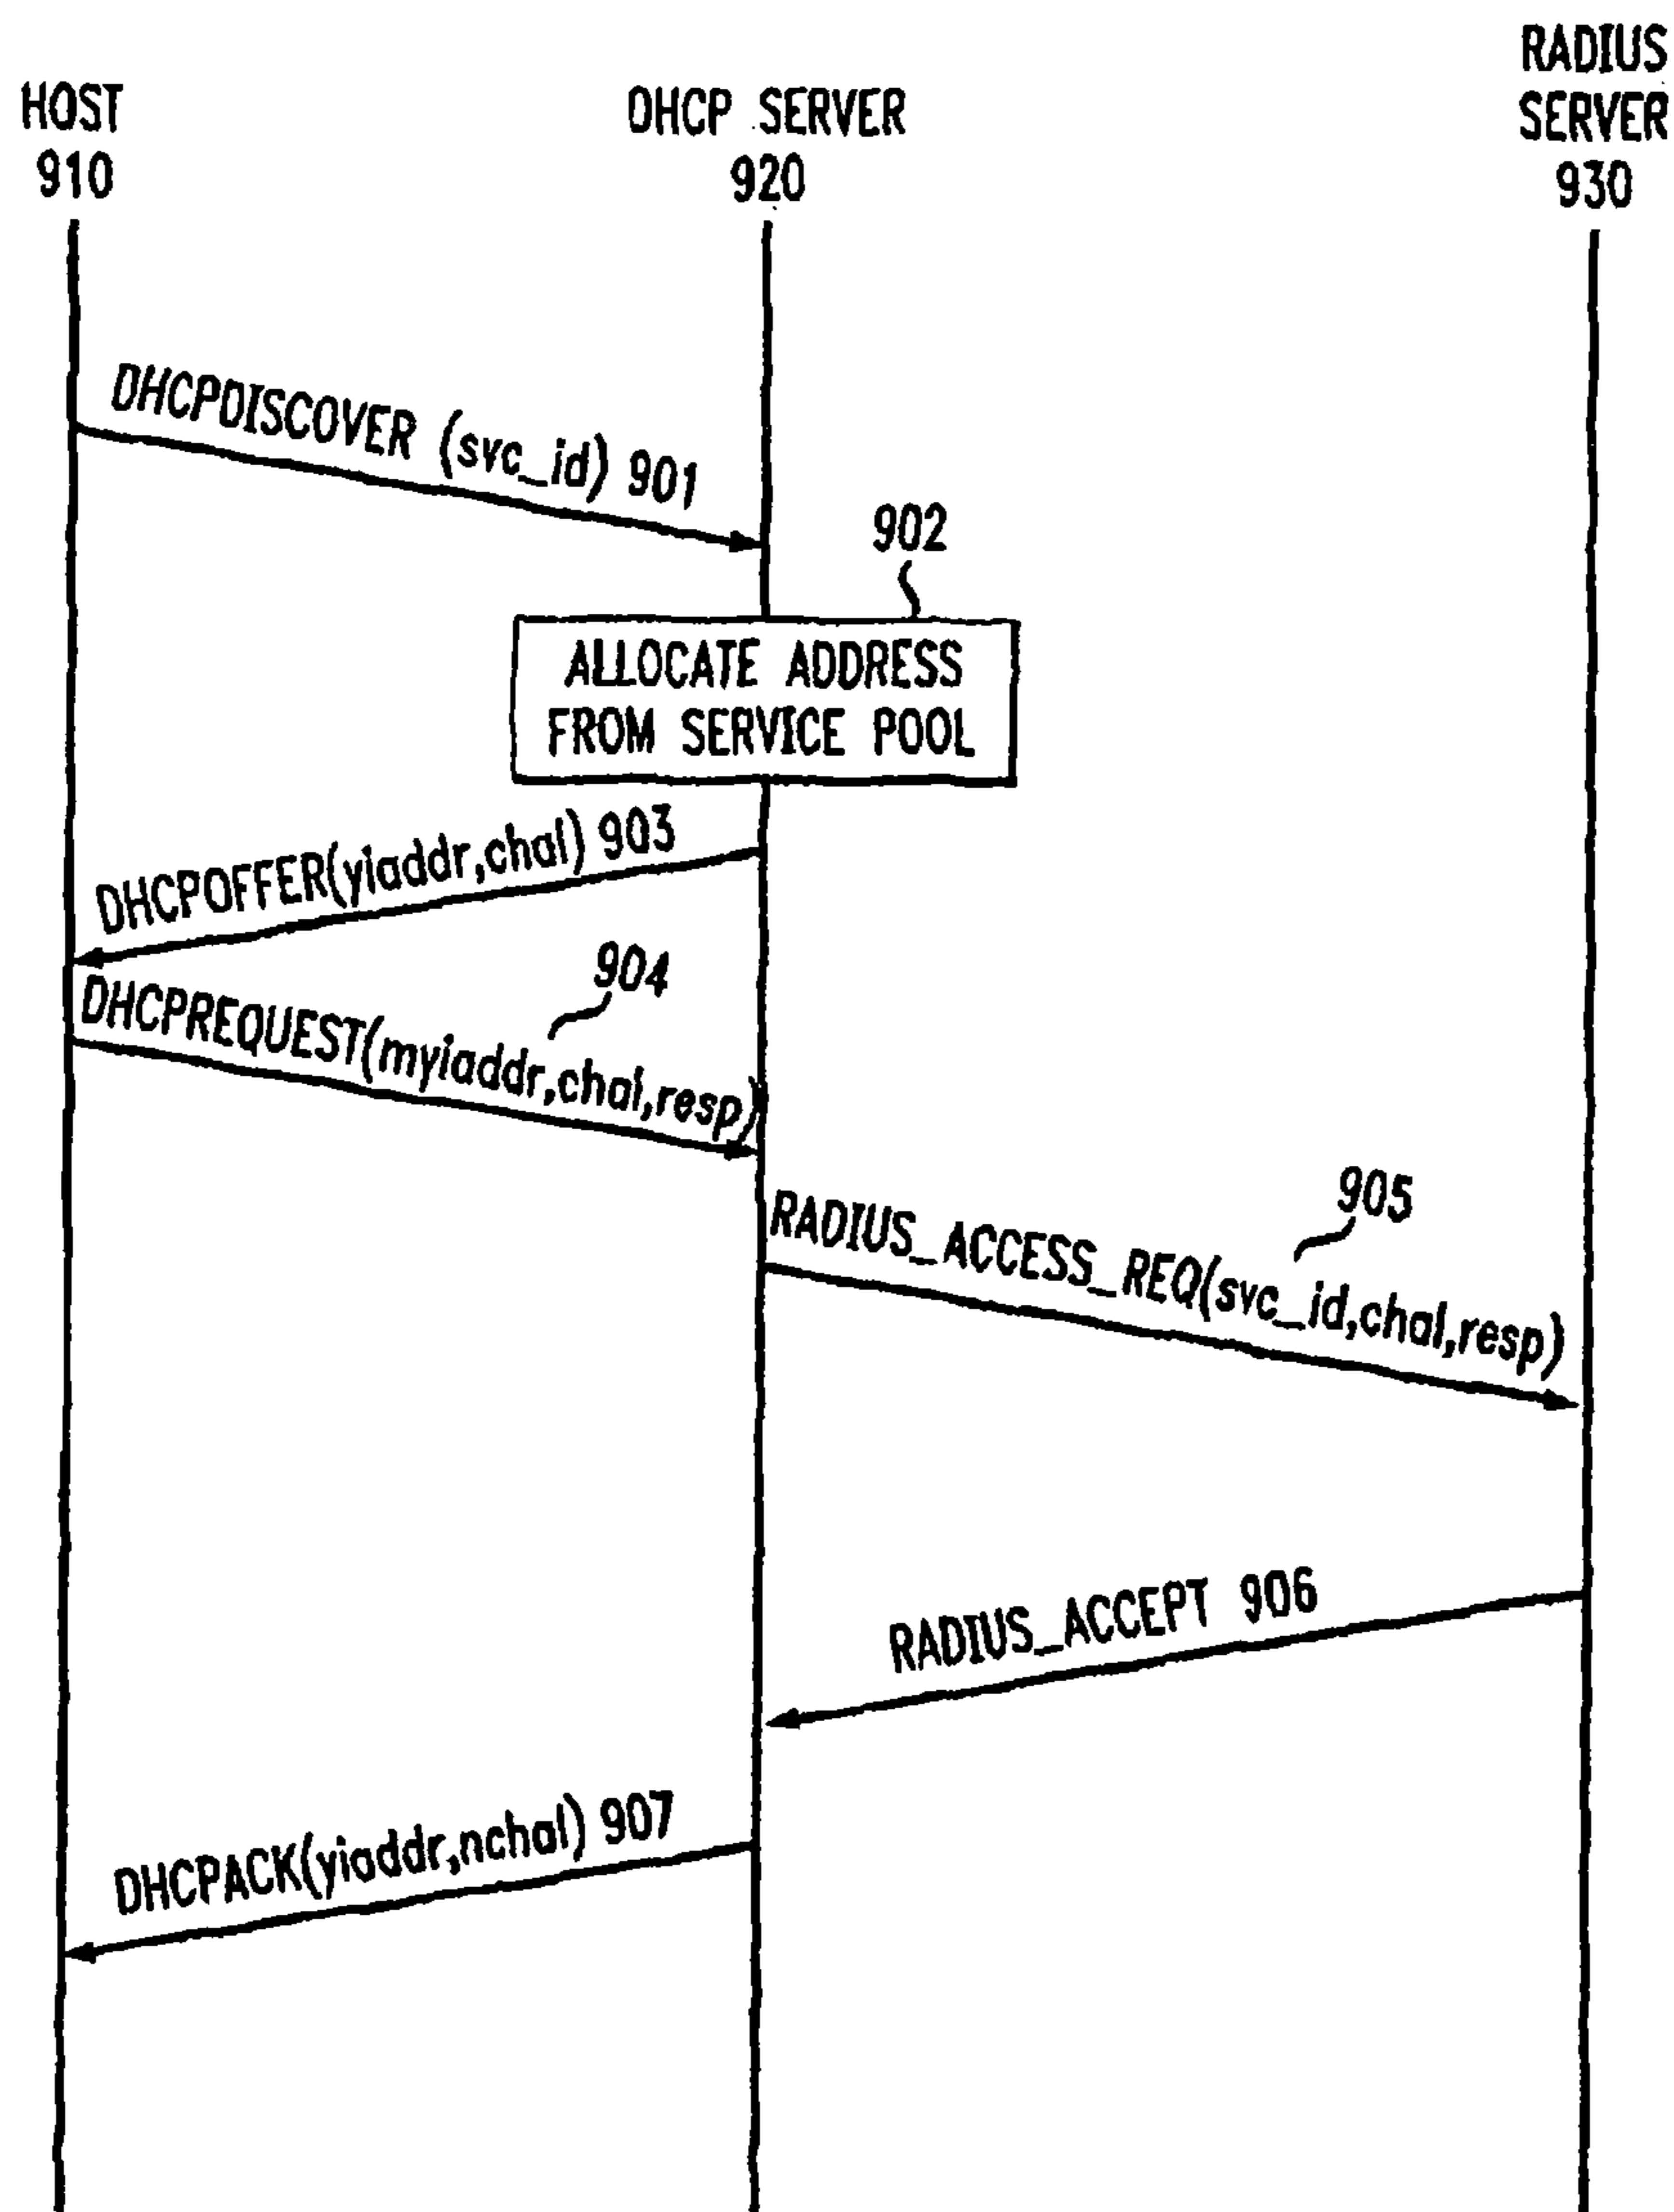 HOST
910
DHCP SERVER
920
RADIUS
SERVER
930
DHCPDISCOVER (svc_id) 901
902
ALLOCATE ADDRESS
FROM SERVICE POOL
DHCPOFFER(yiaddr,chal) 903
904
DHCPREQUEST(myiaddr,chal,resp)
905
RADIUS_ACCESS_REQ(svc_id,chal,resp)
RADIUS_ACCEPT 906
DHCPACK(yiaddr,nchal) 907